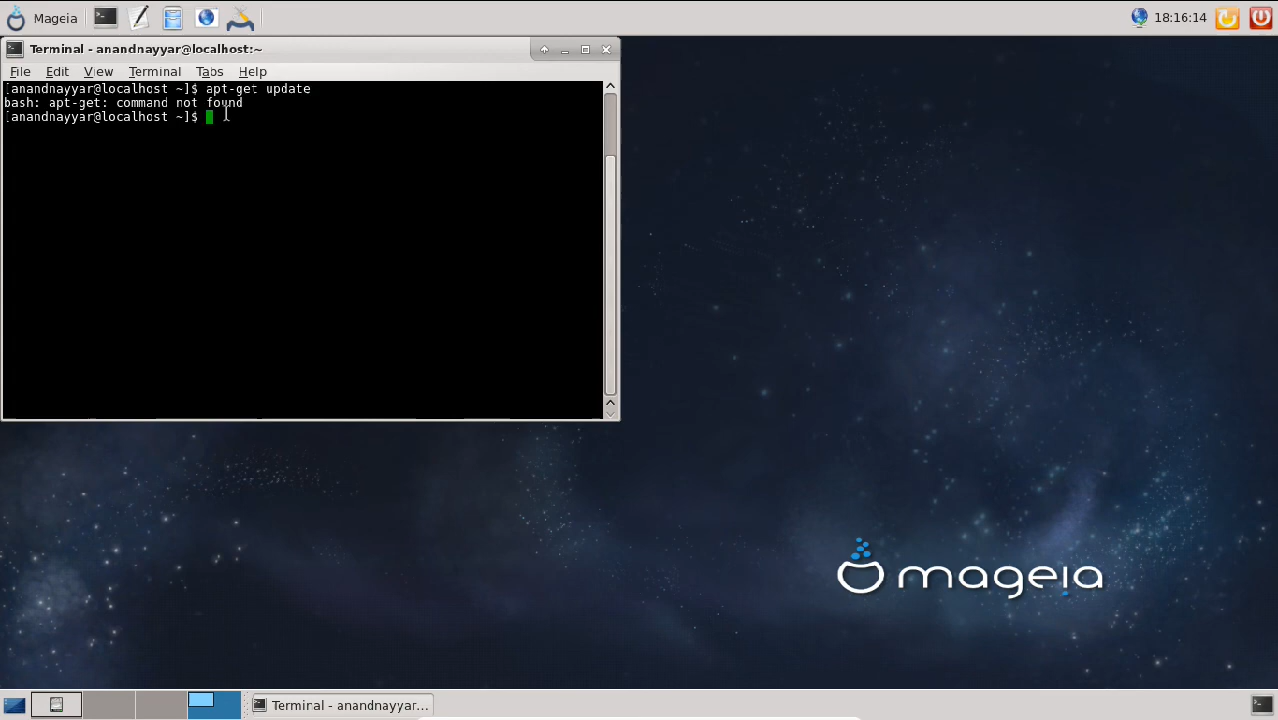 Mageia
18:16:14
Terminal - anandnayyar@localhost:~
File Edit View Terminal Tabs Help
[anandnayyar@localhost ~]$ apt-get update
bash: apt-get: command not found
[anandnayyar@localhost ~]$
mageia
Terminal - anandnayyar...